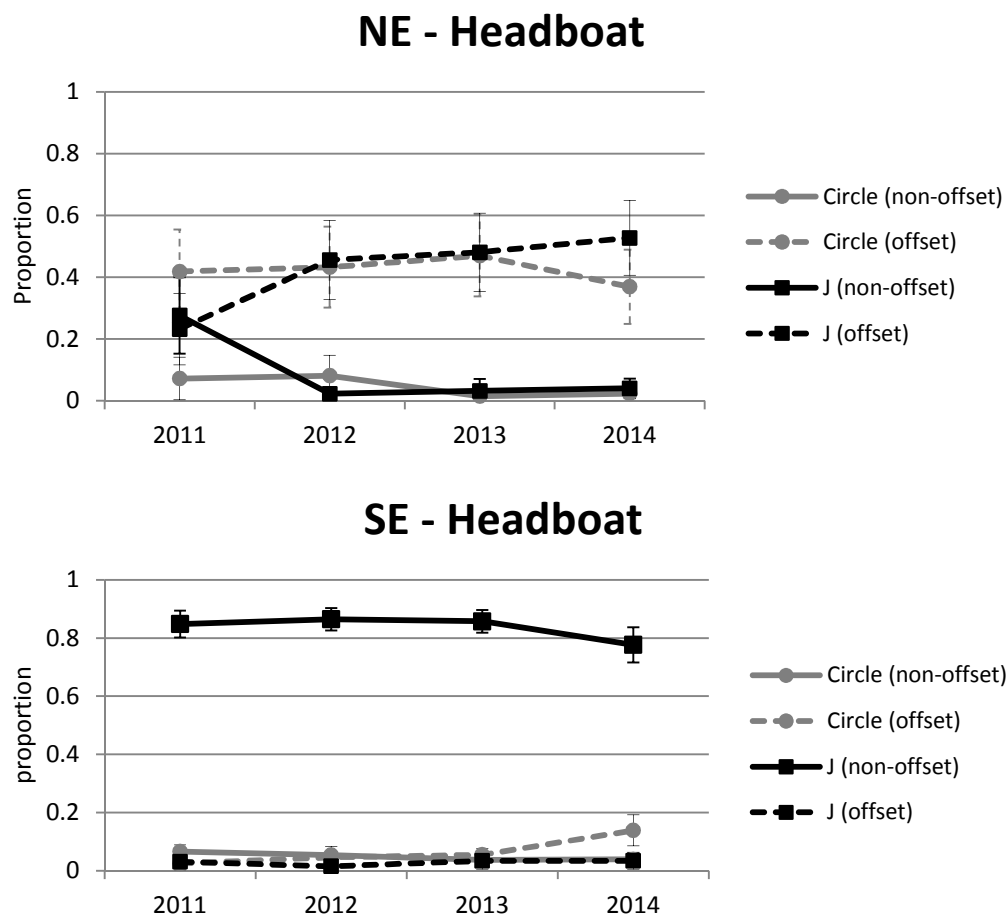 NE - Headboat
1
0.8
0.6
0.4
0.2
0
Proportion
2011 2012 2013 2014
Circle (non-offset)
Circle (offset)
J (non-offset)
J (offset)
SE - Headboat
1
0.8
0.6
0.4
0.2
0
proportion
2011 2012 2013 2014
Circle (non-offset)
Circle (offset)
J (non-offset)
J (offset)